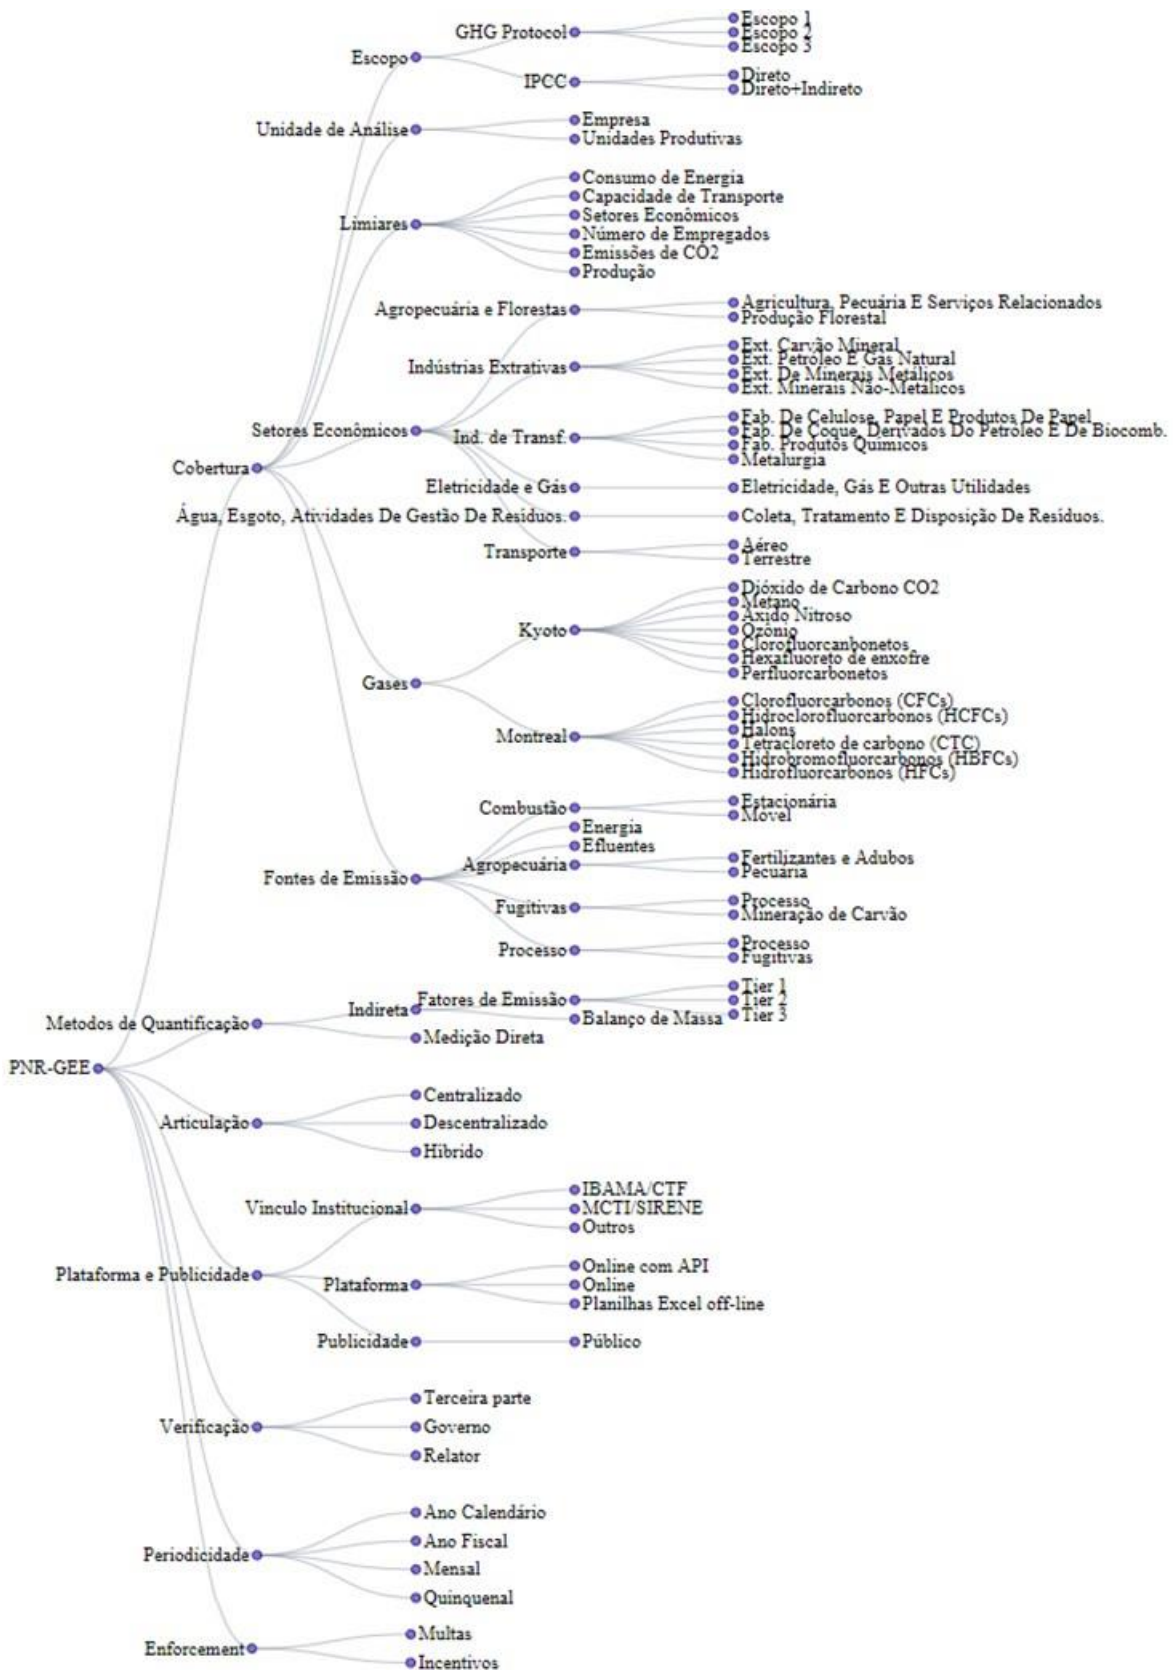 GHG Protocol
Escopo 1
Escopo 2
Escopo 3
Escopo
IPCC
Direto
Direto+Indireto
Unidade de Análise
Empresa
Unidades Produtivas
Limiares
Consumo de Energia
Capacidade de Transporte
Setores Econômicos
Número de Empregados
Emissões de CO2
Produção
Agropecuária e Florestas
Agricultura, Pecuária E Serviços Relacionados
Produção Florestal
Indústrias Extrativas
Ext. Carvão Mineral
Ext. Petróleo E Gás Natural
Ext. De Minerais Metálicos
Ext. Minerais Não-Metálicos
Setores Econômicos
Ind. de Transf.
Fab. De Celulose, Papel E Produtos De Papel
Fab. De Coque, Derivados Do Petróleo E De Biocomb.
Fab. Produtos Químicos
Metalurgia
Cobertura
Eletricidade e Gás
Eletricidade, Gás E Outras Utilidades
Água, Esgoto, Atividades De Gestão De Resíduos.
Coleta, Tratamento E Disposição De Resíduos.
Transporte
Aéreo
Terrestre
Kyoto
Dióxido de Carbono CO2
Metano
Axido Nitroso
Ozônio
Clorofluorcanbonetos
Hexafluoreto de enxofre
Perfluorcarbonetos
Gases
Montreal
Clorofluorcarbonos (CFCs)
Hidroclorofluorcarbonos (HCFCs)
Halons
Tetracloreto de carbono (CTC)
Hidrobromofluorcarbonos (HBFCs)
Hidrofluorcarbonos (HFCs)
Combustão
Estacionária
Móvel
Energia
Efluentes
Agropecuária
Fertilizantes e Adubos
Pecuária
Fontes de Emissão
Fugitivas
Processo
Mineração de Carvão
Processo
Processo
Fugitivas
Metodos de Quantificação
Indireta
Fatores de Emissão
Tier 1
Tier 2
Tier 3
Balanço de Massa
Medição Direta
PNR-GEE
Articulação
Centralizado
Descentralizado
Híbrido
Vinculo Institucional
IBAMA/CTF
MCTI/SIRENE
Outros
Plataforma e Publicidade
Plataforma
Online com API
Online
Planilhas Excel off-line
Publicidade
Público
Verificação
Terceira parte
Governo
Relator
Periodicidade
Ano Calendário
Ano Fiscal
Mensal
Quinquenal
Enforcement
Multas
Incentivos